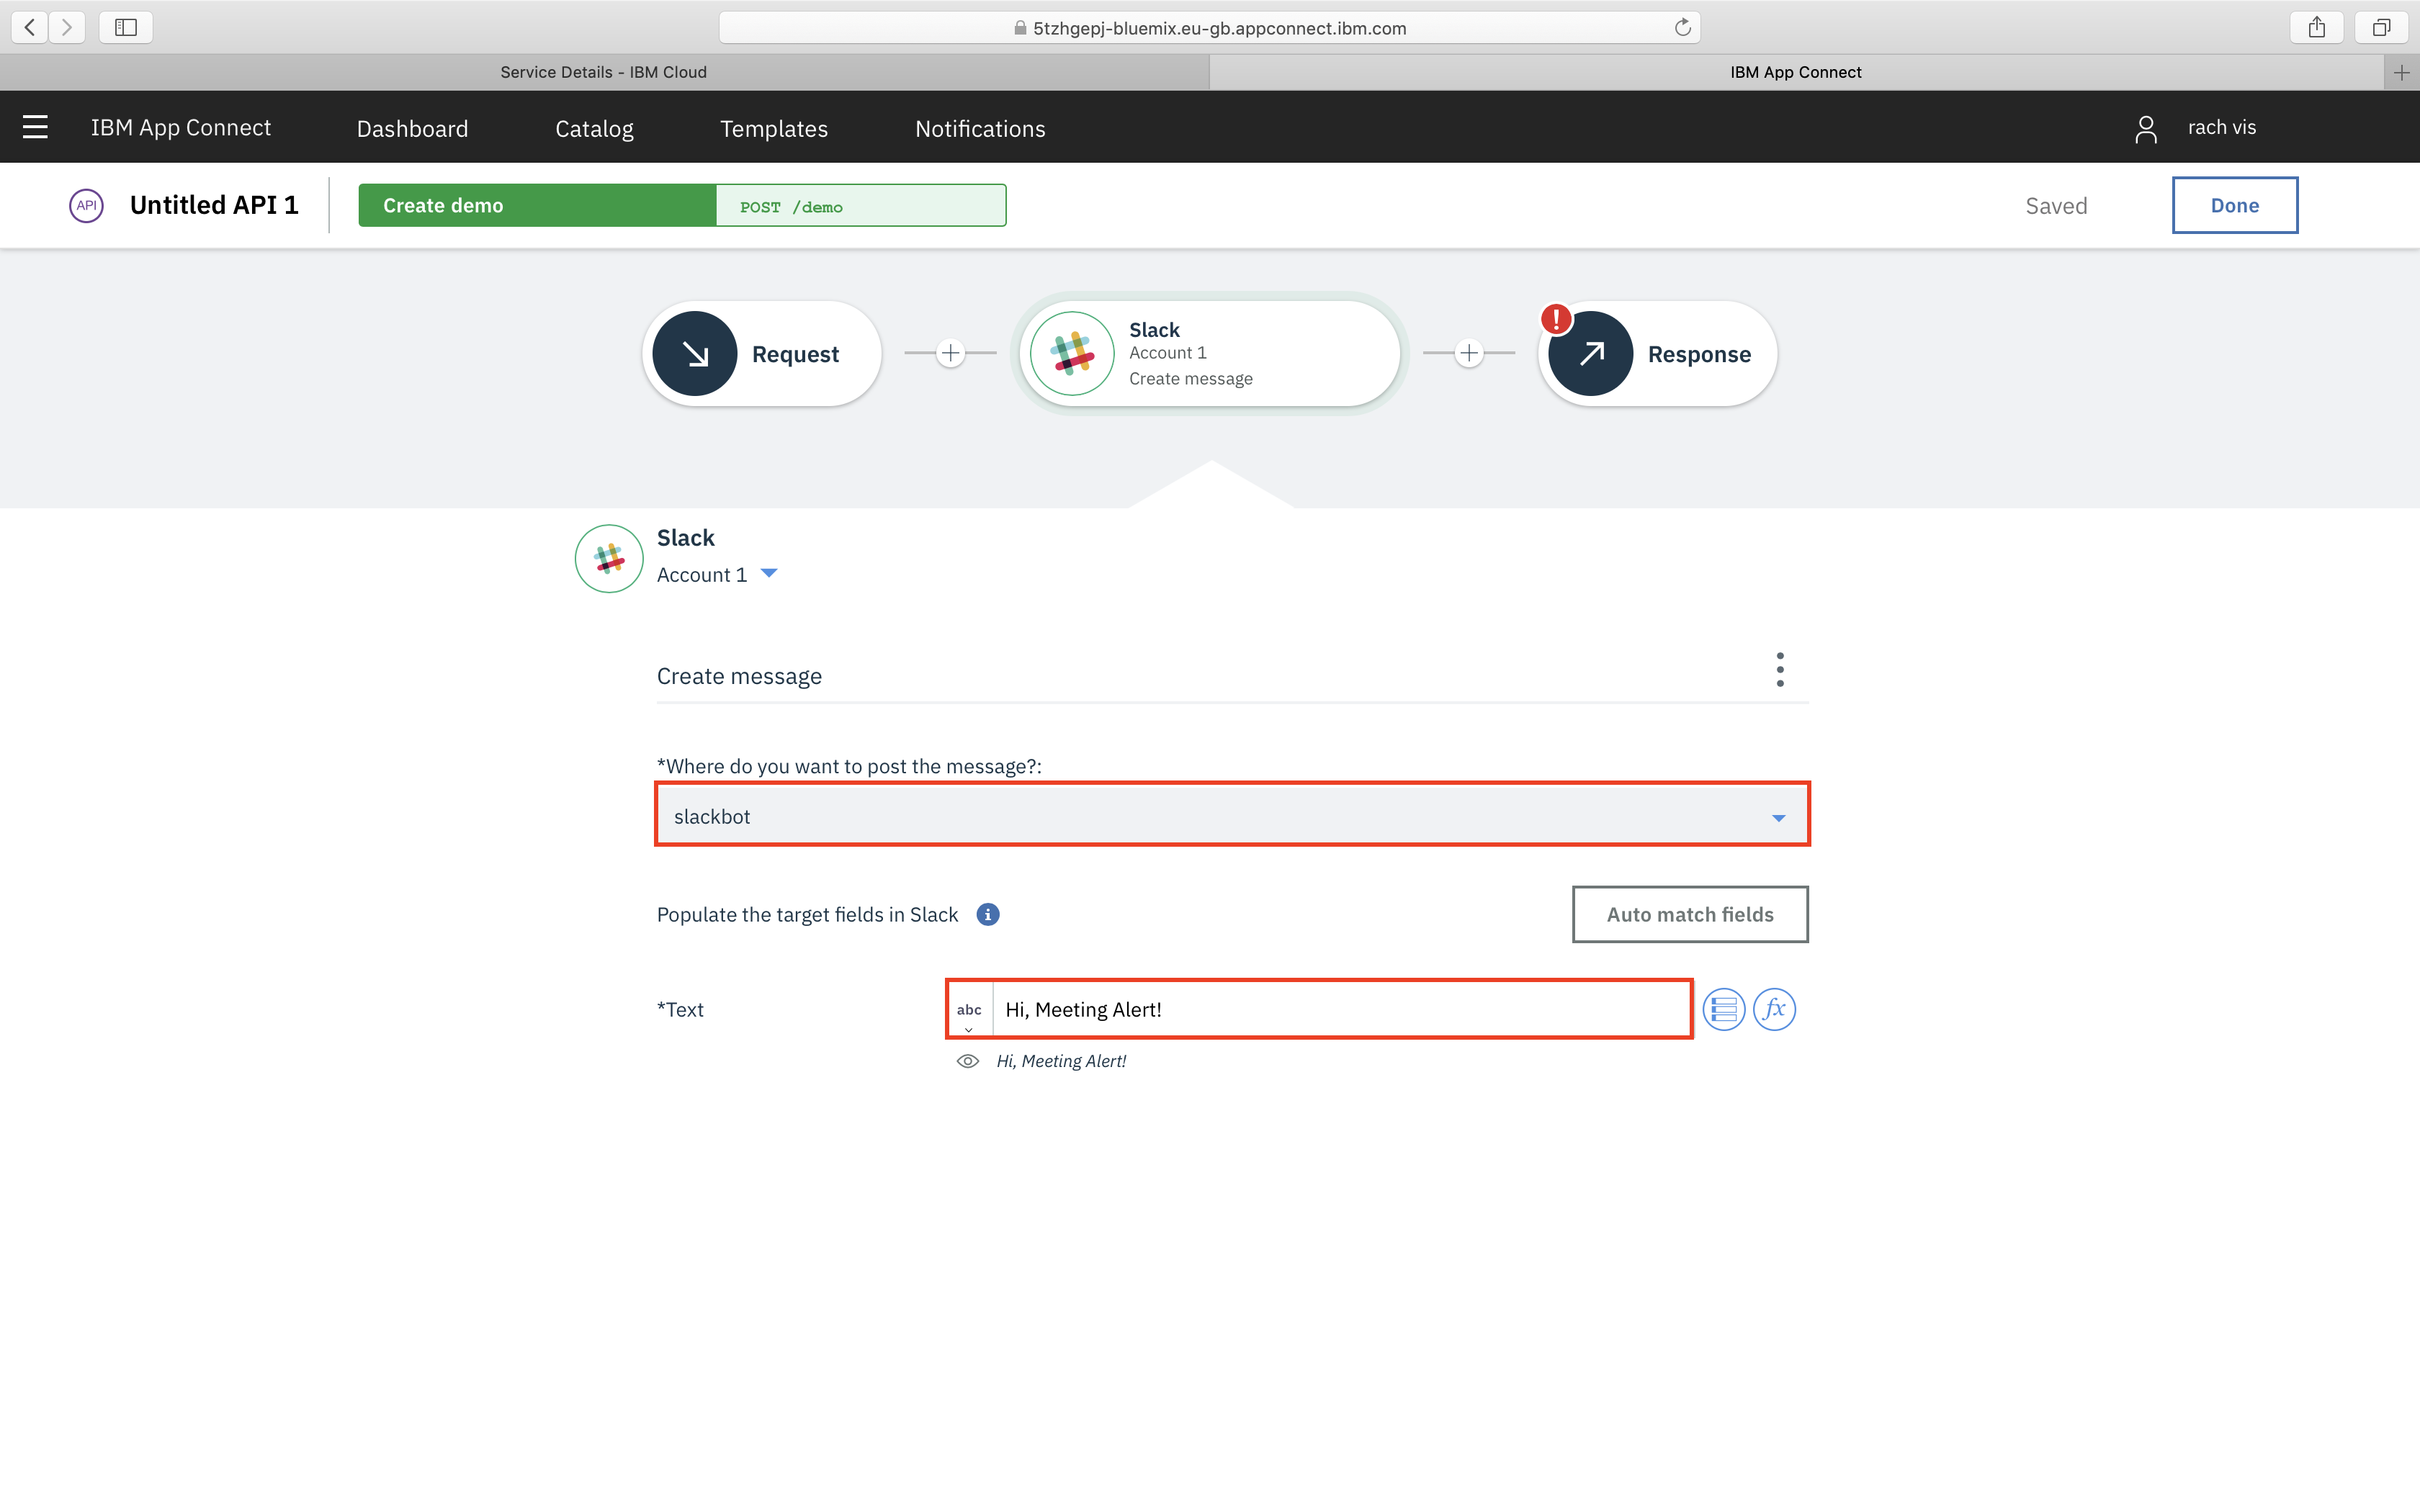 5tzhgepj-bluemix.eu-gb.appconnect.ibm.com
Service Details - IBM Cloud
IBM App Connect
IBM App Connect
Dashboard
Catalog
Templates
Notifications
rach vis
API
Untitled API 1
Create demo
POST /demo
Saved
Done
Request
Slack
Account 1
Create message
!
Response
Slack
Account 1
Create message
*Where do you want to post the message?:
slackbot
Populate the target fields in Slack
i
Auto match fields
*Text
abc
Hi, Meeting Alert!
fx
Hi, Meeting Alert!